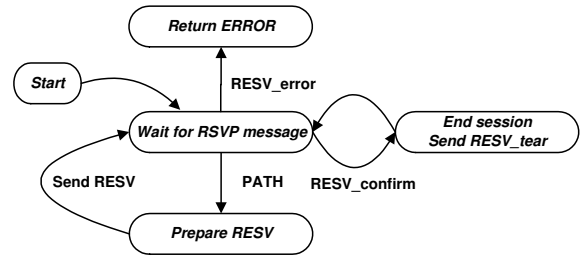 Return ERROR
Start
RESV_error
Wait for RSVP message
End session
Send RESV_tear
Send RESV
PATH
RESV_confirm
Prepare RESV